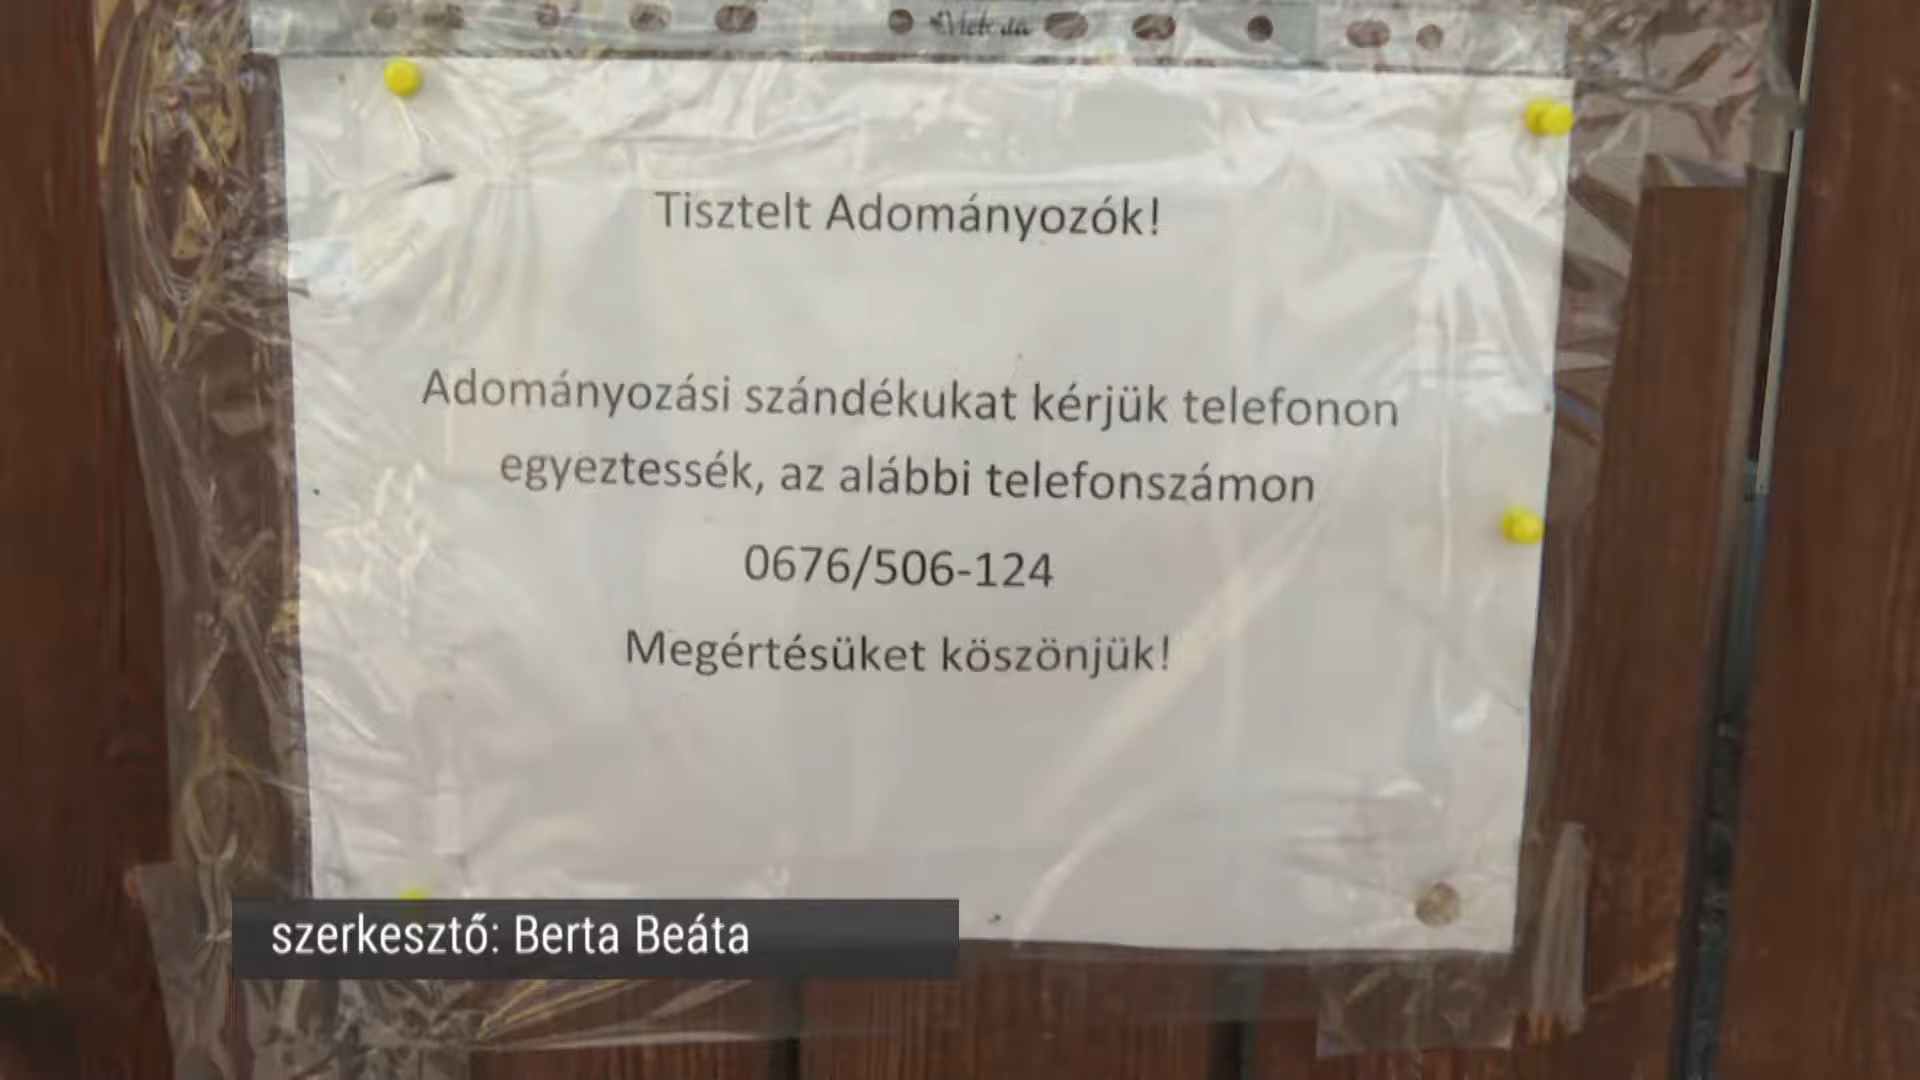 Tisztelt Adományozók!
Adományozási szándékukat kérjük telefonon
egyeztessék, az alábbi telefonszámon
0676/506-124
Megértésüket köszönjük!
szerkesztő: Berta Beáta